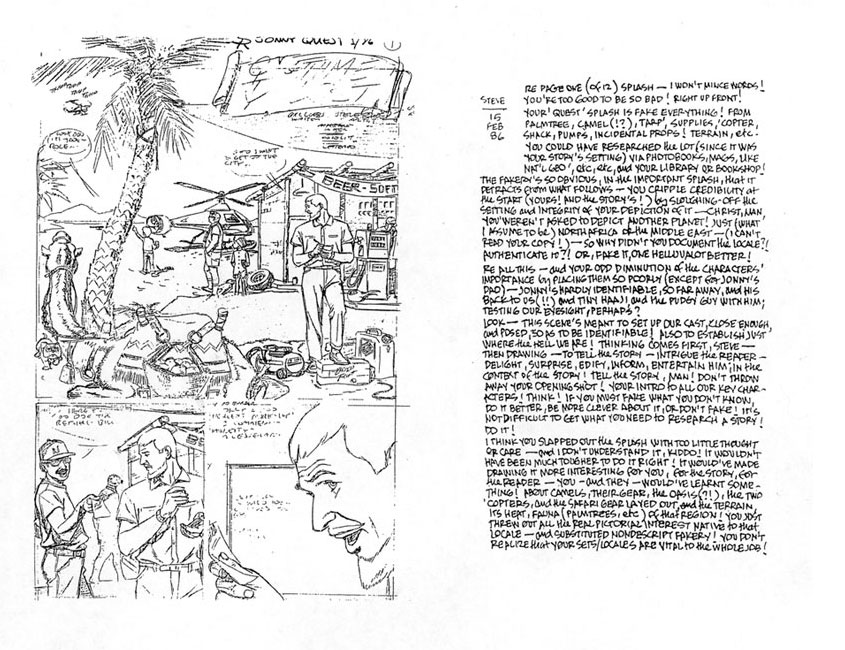 JONNY QUEST 2/86 1
BEER-SOFT
STEVE
15
FEB
86
RE PAGE ONE (OF 12) SPLASH — I WON'T MINCE WORDS!
YOU'RE TOO GOOD TO BE SO BAD! RIGHT UP FRONT!
YOUR 'QUEST' SPLASH IS FAKE EVERYTHING! FROM
PALMTREE, CAMEL (!?), TARP, SUPPLIES, 'COPTER,
SHACK, PUMPS, INCIDENTAL PROPS! TERRAIN, etc.
YOU COULD HAVE RESEARCHED the LOT (SINCE IT WAS
YOUR STORY'S SETTING) VIA PHOTOBOOKS, MAGS, LIKE
NAT'L GEO', etc, etc, and YOUR LIBRARY OR BOOKSHOP!
THE FAKERY'S SO OBVIOUS, IN the IMPORTANT SPLASH, that IT
DETRACTS from WHAT FOLLOWS — YOU CRIPPLE CREDIBILITY at
the START (YOURS! AND the STORY'S!) by SLOUGHING-OFF the
SETTING and INTEGRITY OF YOUR DEPICTION OF IT — CHRIST, MAN,
YOU WEREN'T ASKED TO DEPICT ANOTHER PLANET! JUST (WHAT
I ASSUME TO be) NORTH AFRICA OR the MIDDLE EAST — (I CAN'T
READ YOUR COPY!) — SO WHY DIDN'T YOU DOCUMENT the LOCALE?!
AUTHENTICATE IT?! OR, FAKE IT, ONE HELLUVALOT BETTER!
RE ALL THIS — and YOUR ODD DIMINUTION OF the CHARACTERS'
IMPORTANCE by PLACING THEM SO POORLY (EXCEPT for JONNY'S
DAD) — JONNY'S HARDLY IDENTIFIABLE, SO FAR AWAY, and HIS
BACK TO US (!!) and TINY HAAJI and the PUDGY GUY WITH HIM;
TESTING OUR EYESIGHT, PERHAPS?
LOOK — THIS SCENE'S MEANT TO SET UP OUR CAST, CLOSE ENOUGH,
and POSED, SO AS TO BE IDENTIFIABLE! ALSO TO ESTABLISH JUST
WHERE the HELL WE ARE! THINKING COMES FIRST, STEVE —
THEN DRAWING — TO TELL the STORY — INTRIGUE the READER —
DELIGHT, SURPRISE, EDIFY, INFORM, ENTERTAIN HIM; IN the
CONTEXT OF the STORY! TELL the STORY, MAN! DON'T THROW
AWAY YOUR OPENING SHOT! YOUR INTRO TO ALL OUR KEY CHAR-
ACTERS! THINK! IF YOU MUST FAKE WHAT YOU DON'T KNOW,
DO IT BETTER, BE MORE CLEVER ABOUT IT, OR DON'T FAKE! IT'S
NOT DIFFICULT TO GET WHAT YOU NEED TO RESEARCH A STORY!
DO IT!
I THINK YOU SLAPPED OUT the SPLASH WITH TOO LITTLE THOUGHT
OR CARE — and I DON'T UNDERSTAND IT, KIDDO! IT WOULDN'T
HAVE BEEN MUCH TOUGHER TO DO IT RIGHT! IT WOULD'VE MADE
DRAWING IT MORE INTERESTING for YOU, for the STORY, for
the READER — YOU - and THEY — WOULD'VE LEARNT SOME-
THING! ABOUT CAMELS, THEIR GEAR, the OASIS (?!), the TWO
'COPTERS, and the SAFARI GEAR LAYED OUT, and the TERRAIN,
ITS HEAT, FAUNA (PALMTREES, etc) of that REGION! YOU JUST
THREW OUT ALL the REAL PICTORIAL INTEREST NATIVE to that
LOCALE — and SUBSTITUTED NONDESCRIPT FAKERY! YOU DON'T
REALIZE that YOUR SETS/LOCALES ARE VITAL to the WHOLE JOB!